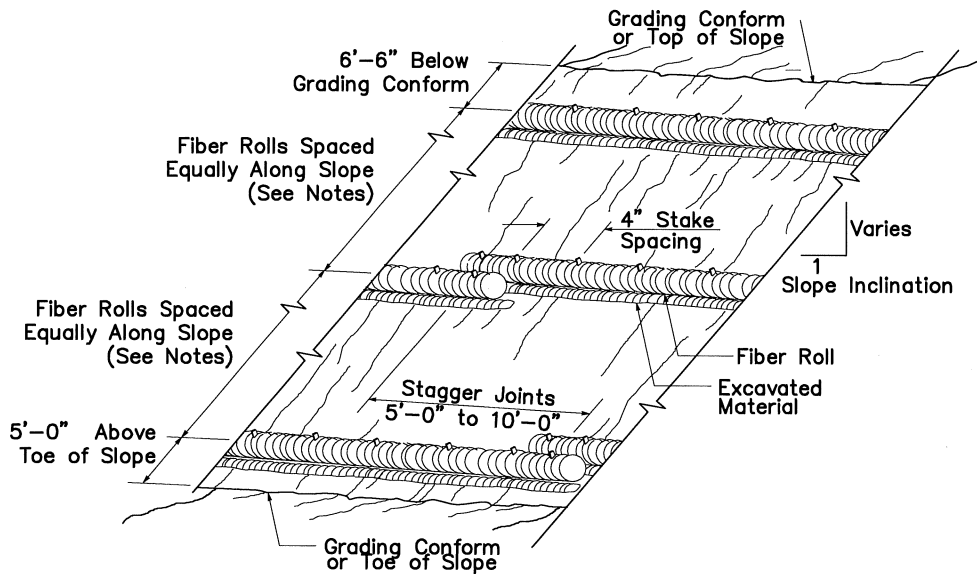 Grading Conform
or Top of Slope
6'-6" Below
Grading Conform
Fiber Rolls Spaced
Equally Along Slope
(See Notes)
4" Stake
Spacing
Varies
1
Slope Inclination
Fiber Rolls Spaced
Equally Along Slope
(See Notes)
Fiber Roll
Excavated
Material
Stagger Joints
5'-0" to 10'-0"
5'-0" Above
Toe of Slope
Grading Conform
or Toe of Slope